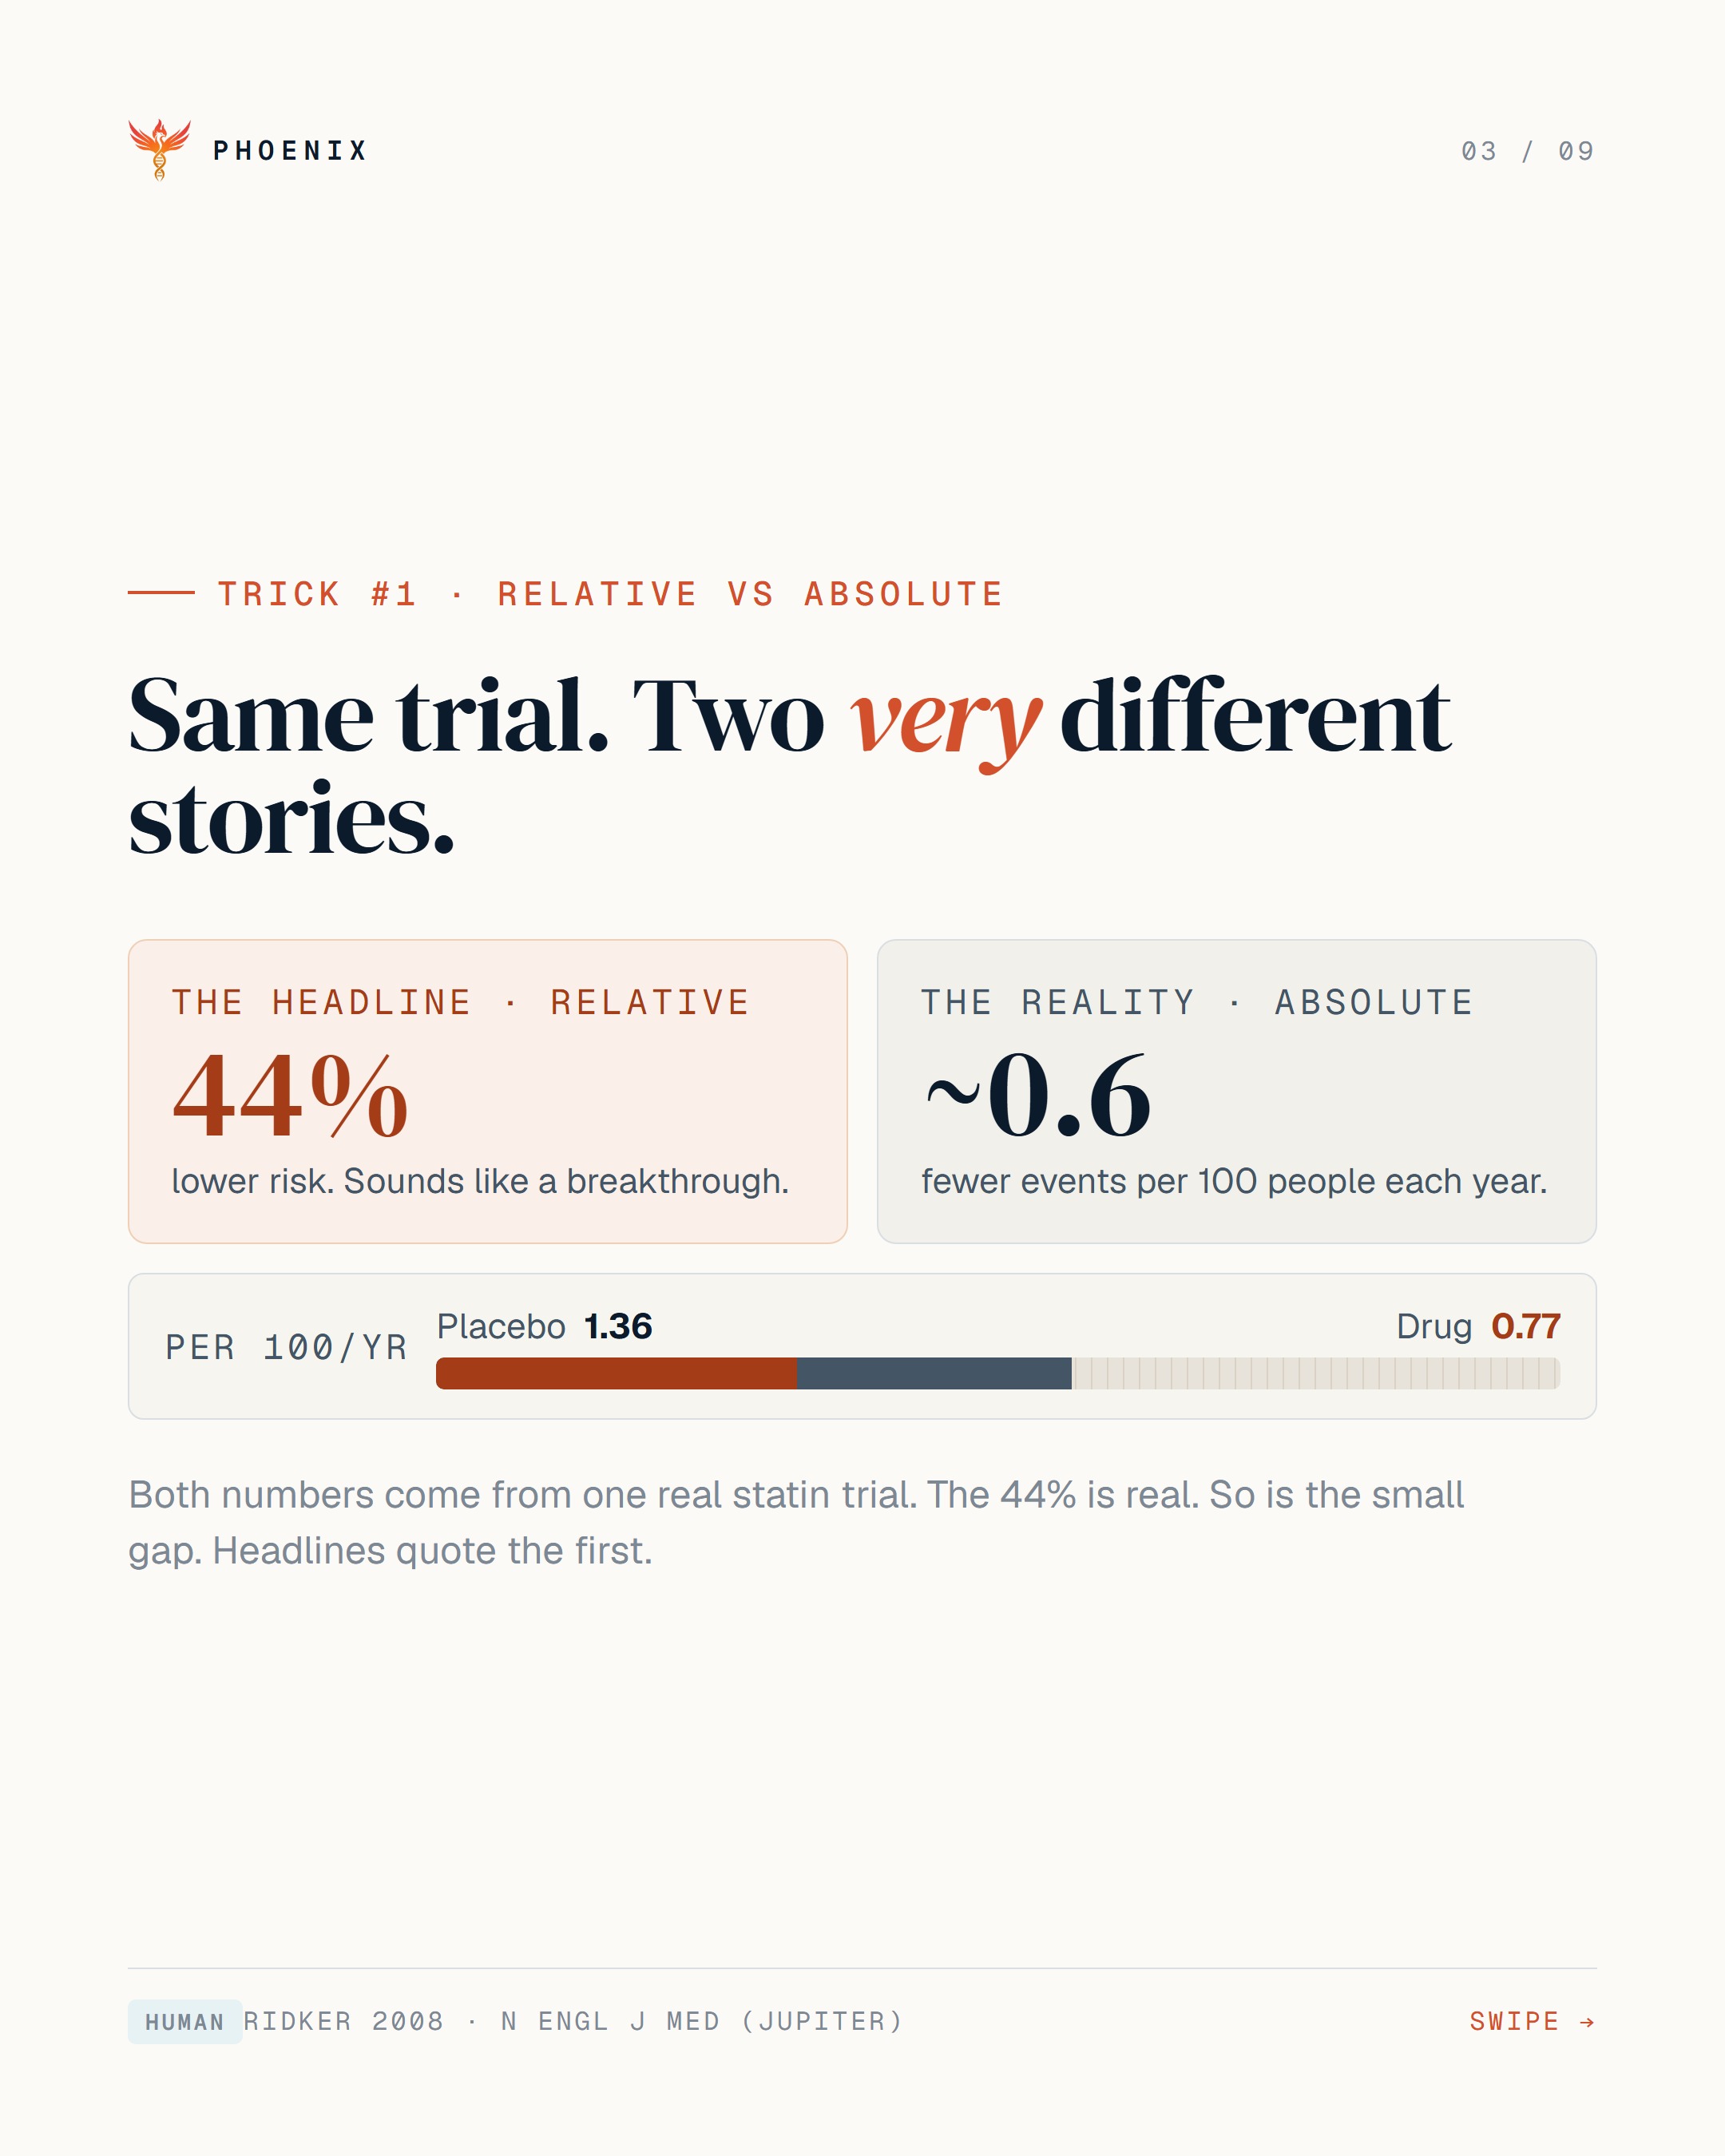 PHOENIX
03 / 09
TRICK #1 · RELATIVE VS ABSOLUTE
Same trial. Two very different
stories.
THE HEADLINE · RELATIVE
44%
lower risk. Sounds like a breakthrough.
THE REALITY · ABSOLUTE
~0.6
fewer events per 100 people each year.
PER 100/YR
Placebo 1.36
Drug 0.77
Both numbers come from one real statin trial. The 44% is real. So is the small
gap. Headlines quote the first.
HUMAN RIDKER 2008 · N ENGL J MED (JUPITER)
SWIPE →